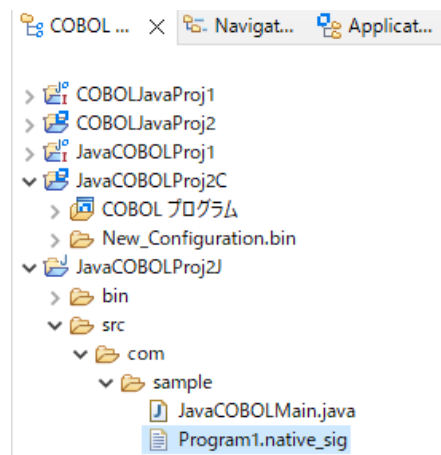 COBOL ... Navigat... Applicat...
COBOLJavaProj1
COBOLJavaProj2
JavaCOBOLProj1
JavaCOBOLProj2C
COBOL プログラム
New_Configuration.bin
JavaCOBOLProj2J
bin
src
com
sample
JavaCOBOLMain.java
Program1.native_sig